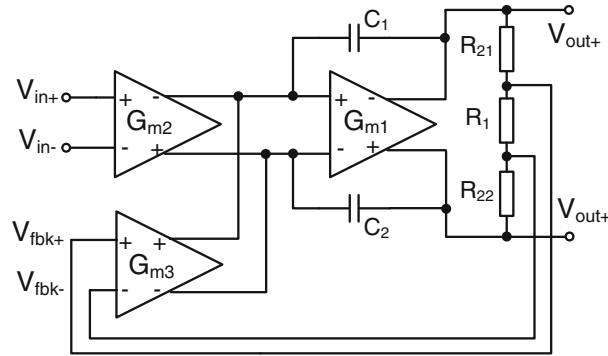 C1
R21
Vout+
Vin+
+ -
Gm2
+ -
Gm1
R1
Vin-
- +
- +
R22
C2
Vout+
Vfbk+
+ +
Gm3
Vfbk-
- -